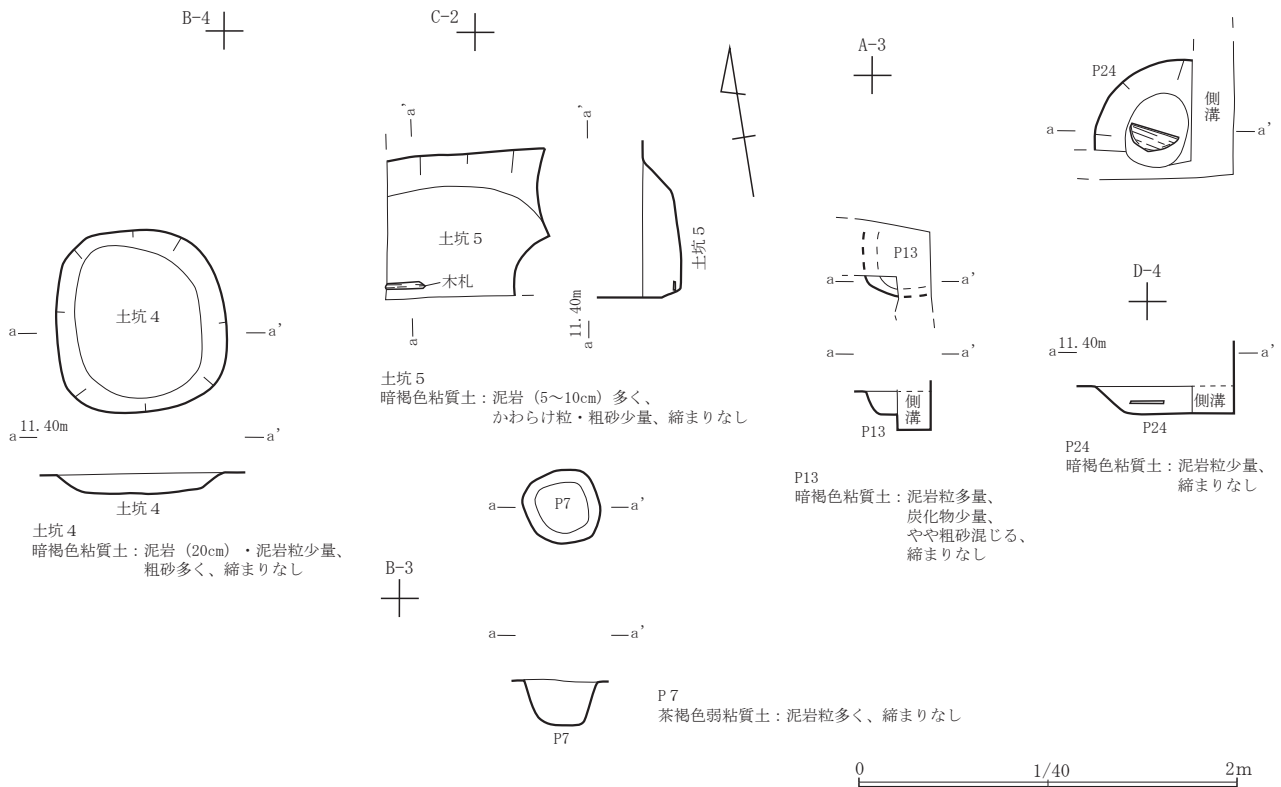 B-4
土坑４
a
a’
11.40m
a
a’
土坑４
土坑４
暗褐色粘質土：泥岩（20cm）・泥岩粒少量、
粗砂多く、締まりなし
C-2
a’
a’
土坑５
木札
土坑５
a
11.40m
a
土坑５
暗褐色粘質土：泥岩（5～10cm）多く、
かわらけ粒・粗砂少量、締まりなし
a
P7
a’
B-3
a
a’
P7
P７
茶褐色弱粘質土：泥岩粒多く、締まりなし
A-3
P13
a
a’
a
a’
側溝
P13
P13
暗褐色粘質土：泥岩粒多量、
炭化物少量、
やや粗砂混じる、
締まりなし
P24
側溝
a
a’
D-4
a
11.40m
a’
側溝
P24
P24
暗褐色粘質土：泥岩粒少量、
締まりなし
0
1/40
2m